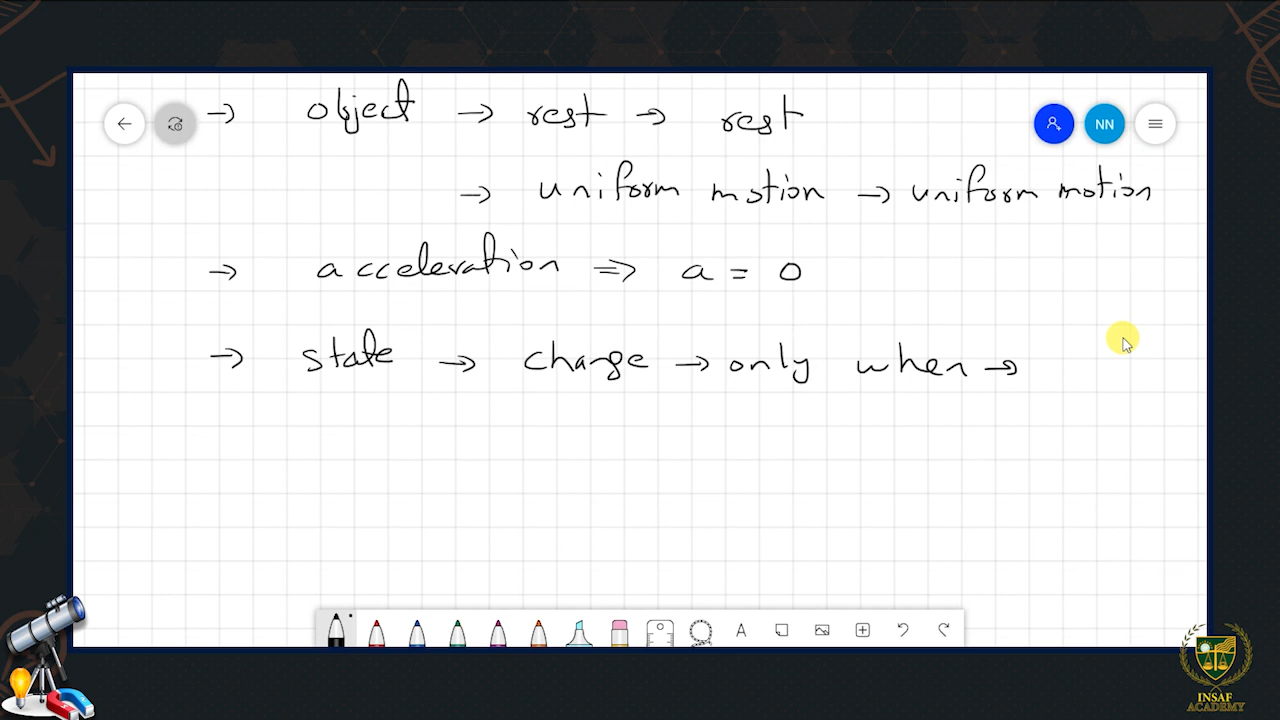 → object → rest → rest
→ uniform motion → uniform motion
→ acceleration ⇒ a = 0
→ state → change → only when →
NN
A
INSAF
ACADEMY